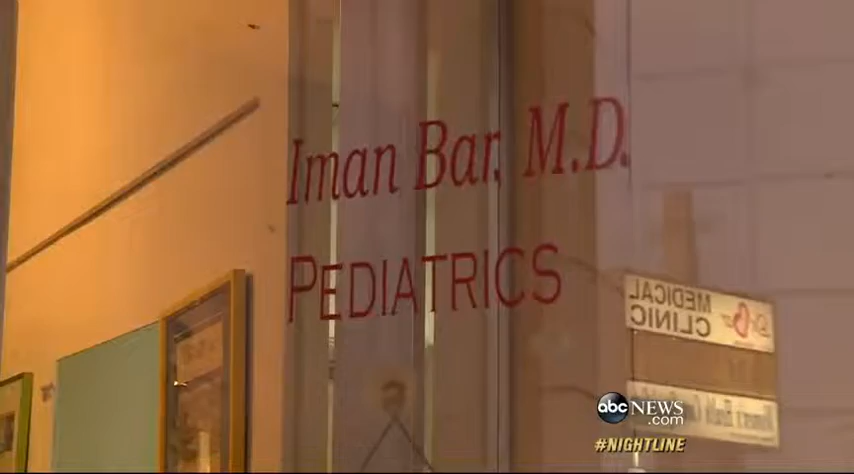 Iman Bar, M.D.
PEDIATRICS
MEDICAL
CLINIC
abc NEWS
.com
#NIGHTLINE